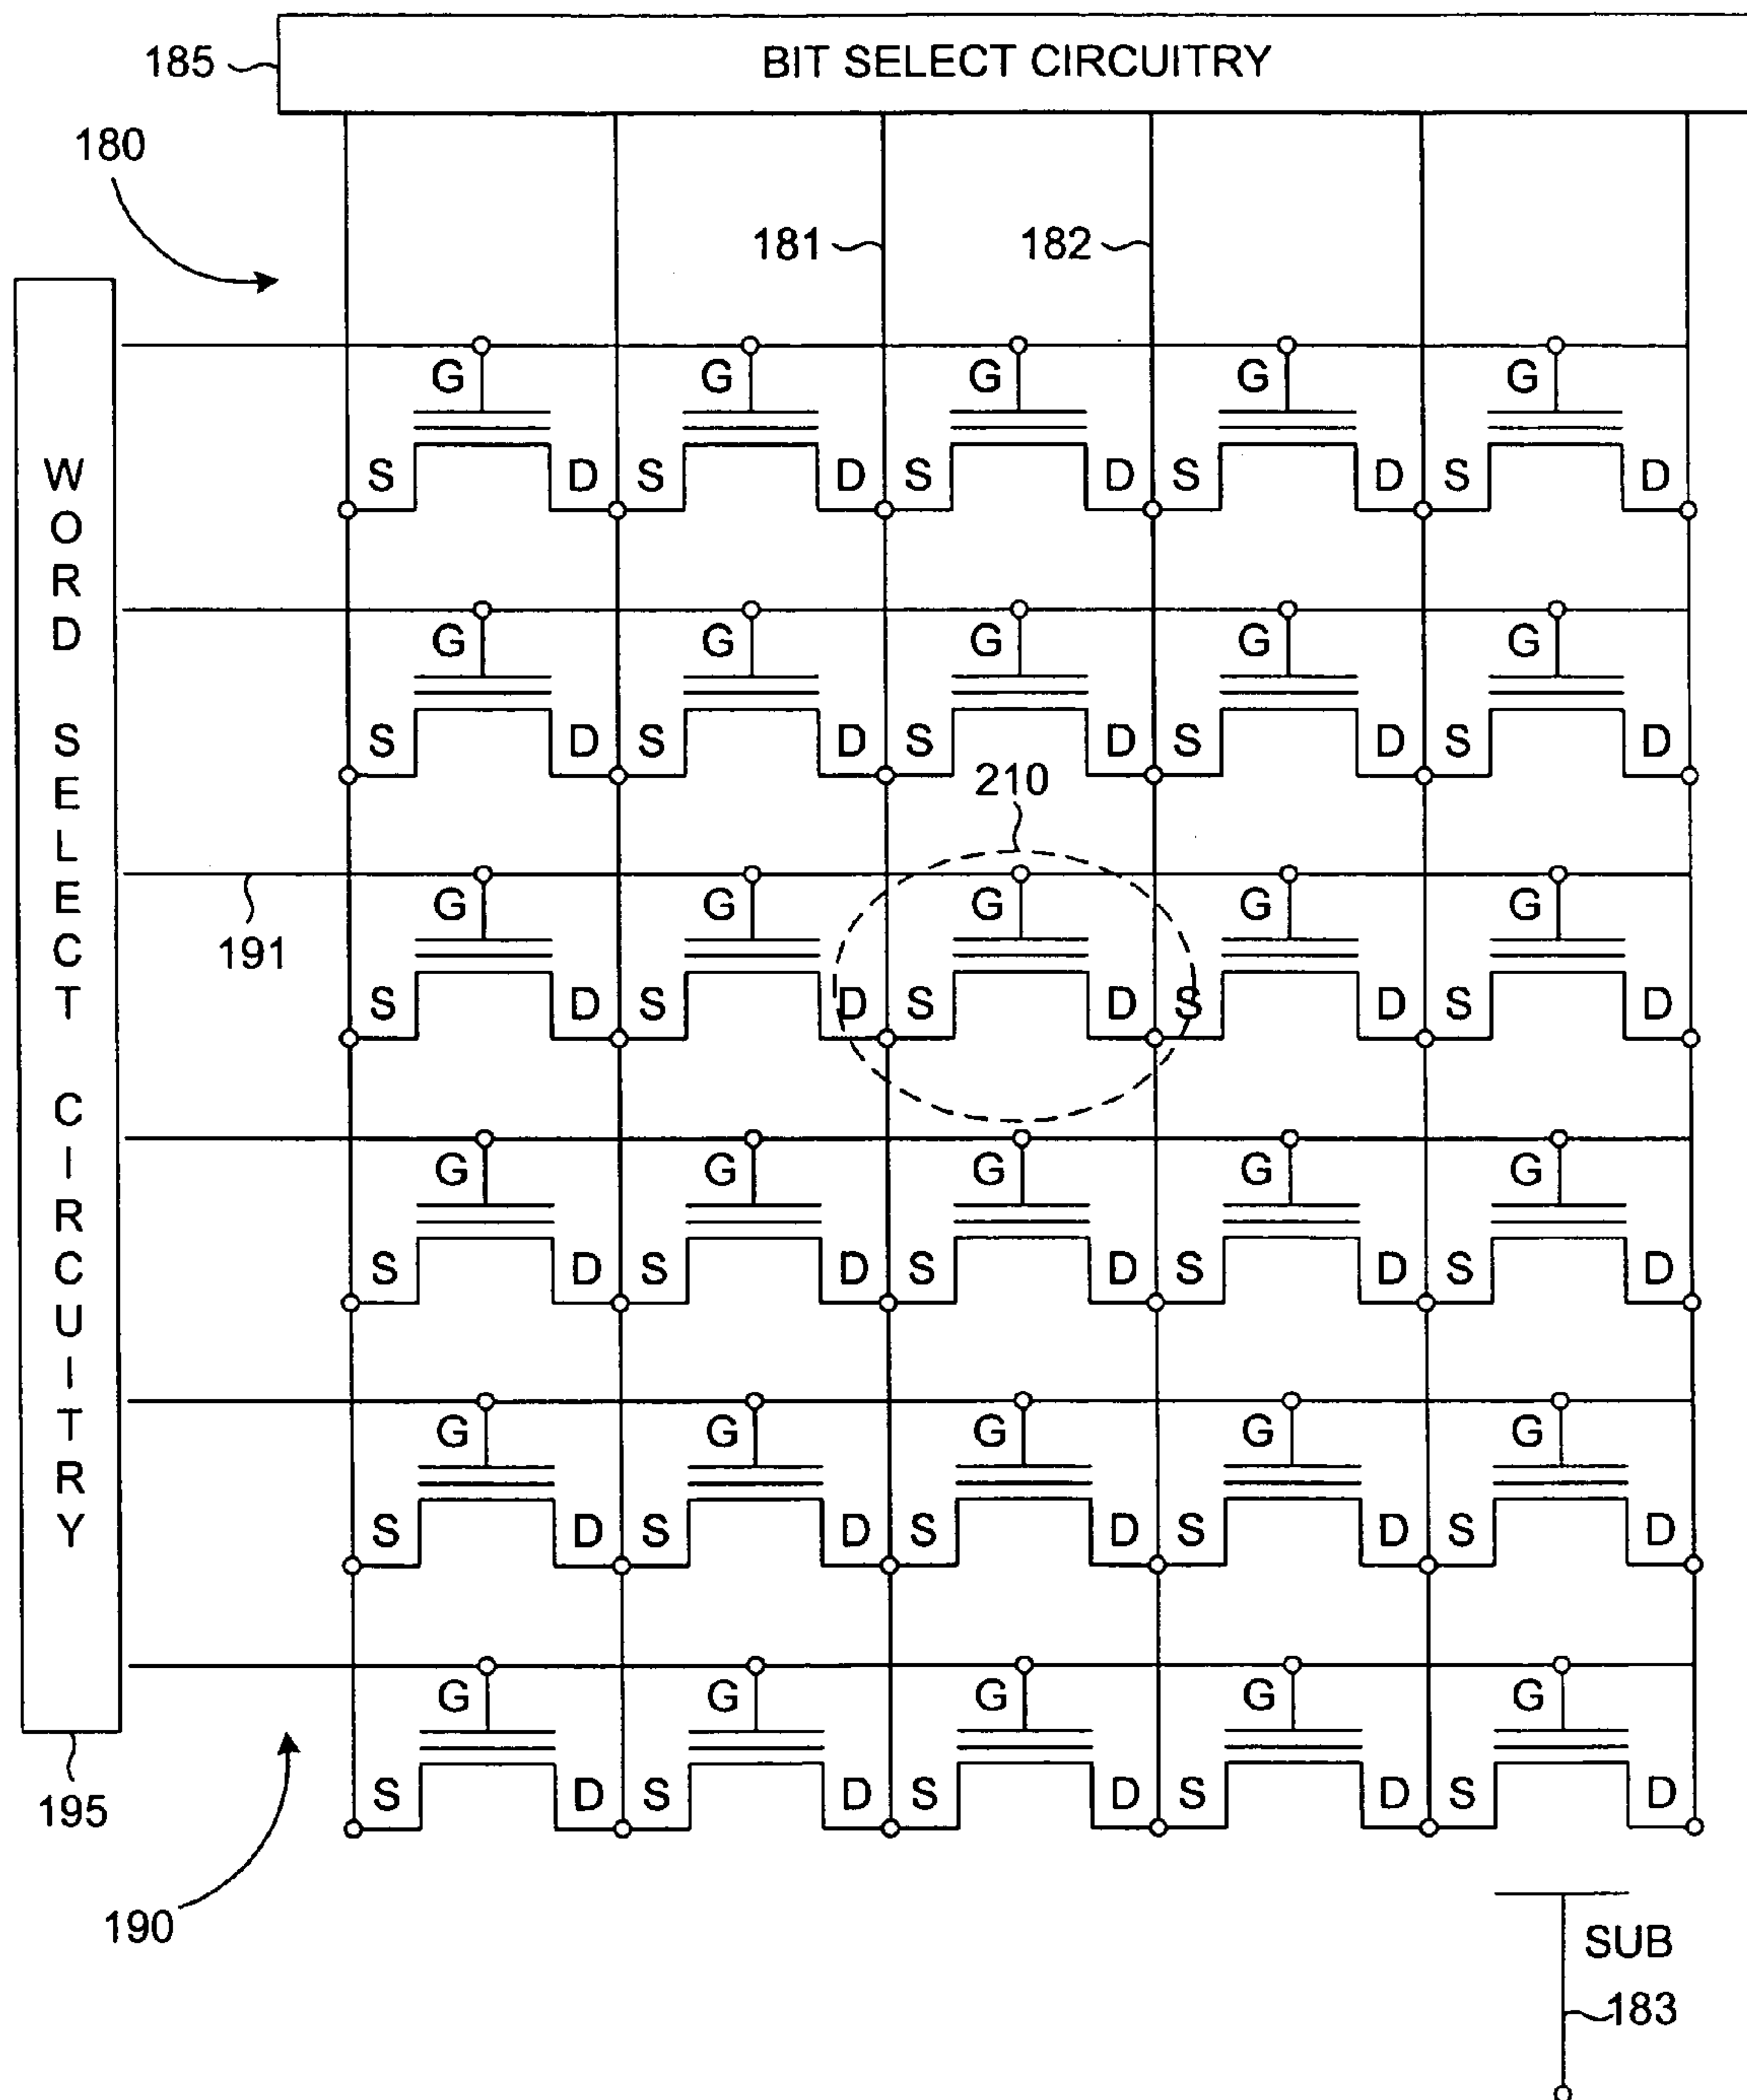 185 BIT SELECT CIRCUITRY
180
181 182
WORD SELECT CIRCUITRY
G G G G G
S D S D S D S D S D
G G G G G
S D S D S D S D S D
210
191
G G G G G
S D S D S D S D S D
G G G G G
S D S D S D S D S D
G G G G G
S D S D S D S D S D
G G G G G
S D S D S D S D S D
195
190
SUB
183